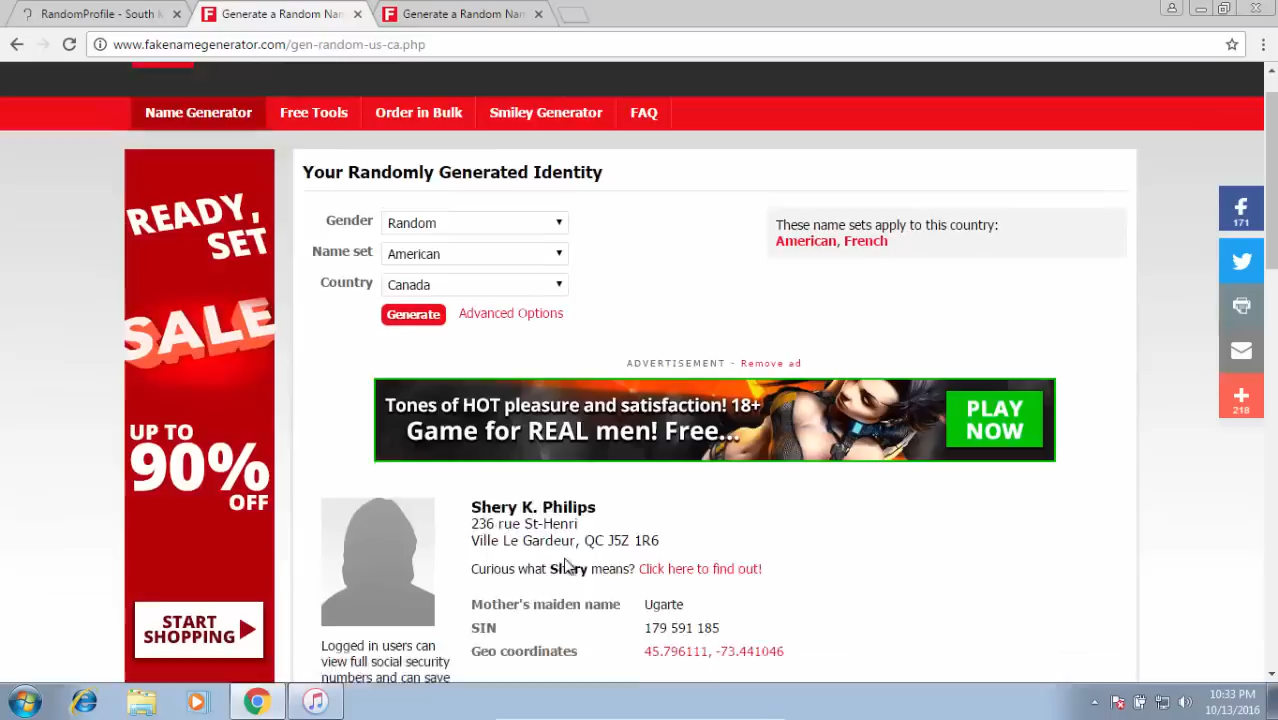 RandomProfile - South K
Generate a Random Nam
Generate a Random Nam
www.fakenamegenerator.com/gen-random-us-ca.php
Name Generator
Free Tools
Order in Bulk
Smiley Generator
FAQ
READY,
SET
SALE
UP TO
90%
OFF
START
SHOPPING
Your Randomly Generated Identity
Gender
Random
Name set
American
Country
Canada
Generate
Advanced Options
These name sets apply to this country:
American, French
ADVERTISEMENT - Remove ad
Tones of HOT pleasure and satisfaction! 18+
Game for REAL men! Free...
PLAY
NOW
Shery K. Philips
236 rue St-Henri
Ville Le Gardeur, QC J5Z 1R6
Curious what Shery means? Click here to find out!
Mother's maiden name
Ugarte
SIN
179 591 185
Geo coordinates
45.796111, -73.441046
Logged in users can
view full social security
numbers and can save
171
218
10:33 PM
10/13/2016